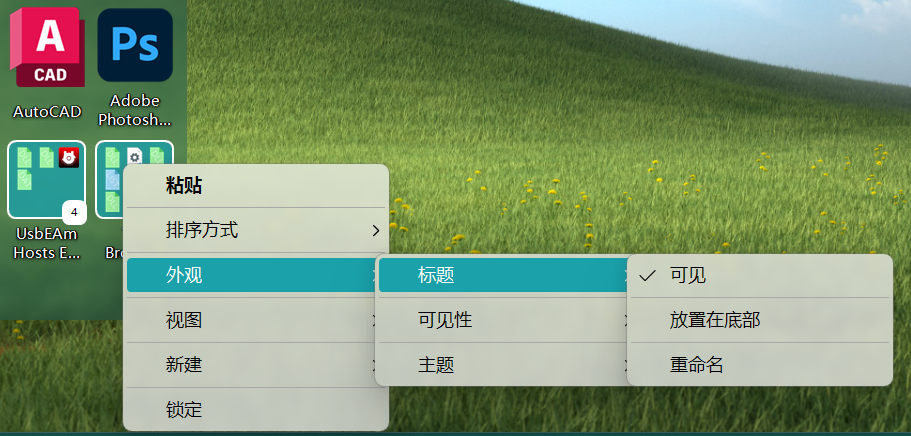 A
CAD
Ps
AutoCAD
Adobe
Photosh...
4
UsbEAm
Hosts E...
Bro
粘贴
排序方式
外观
视图
新建
锁定
标题
可见性
主题
可见
放置在底部
重命名